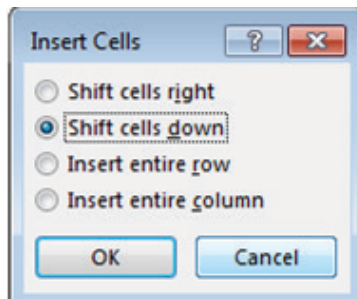 Insert Cells
?
Shift cells right
Shift cells down
Insert entire row
Insert entire column
OK Cancel